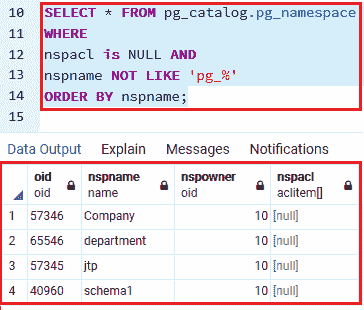 10 SELECT * FROM pg_catalog.pg_namespace
11 WHERE
12 nspacl is NULL AND
13 nspname NOT LIKE 'pg_%'
14 ORDER BY nspname;
15
Data Output Explain Messages Notifications
oid nspname nspowner nspacl
oid name oid aclitem[]
1 57346 Company 10 [null]
2 65546 department 10 [null]
3 57345 jtp 10 [null]
4 40960 schema1 10 [null]